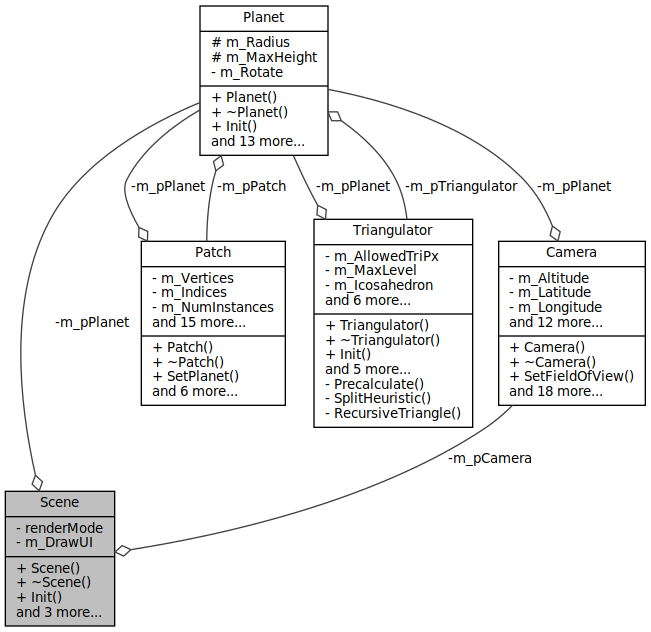 Planet
# m_Radius
# m_MaxHeight
- m_Rotate
+ Planet()
+ ~Planet()
+ Init()
and 13 more...
-m_pPlanet
-m_pPatch
-m_pPlanet
-m_pTriangulator
-m_pPlanet
Patch
- m_Vertices
- m_Indices
- m_NumInstances
and 15 more...
+ Patch()
+ ~Patch()
+ SetPlanet()
and 6 more...
Triangulator
- m_AllowedTriPx
- m_MaxLevel
- m_Icosahedron
and 6 more...
+ Triangulator()
+ ~Triangulator()
+ Init()
and 5 more...
- Precalculate()
- SplitHeuristic()
- RecursiveTriangle()
Camera
- m_Altitude
- m_Latitude
- m_Longitude
and 12 more...
+ Camera()
+ ~Camera()
+ SetFieldOfView()
and 18 more...
-m_pPlanet
-m_pCamera
Scene
- renderMode
- m_DrawUI
+ Scene()
+ ~Scene()
+ Init()
and 3 more...